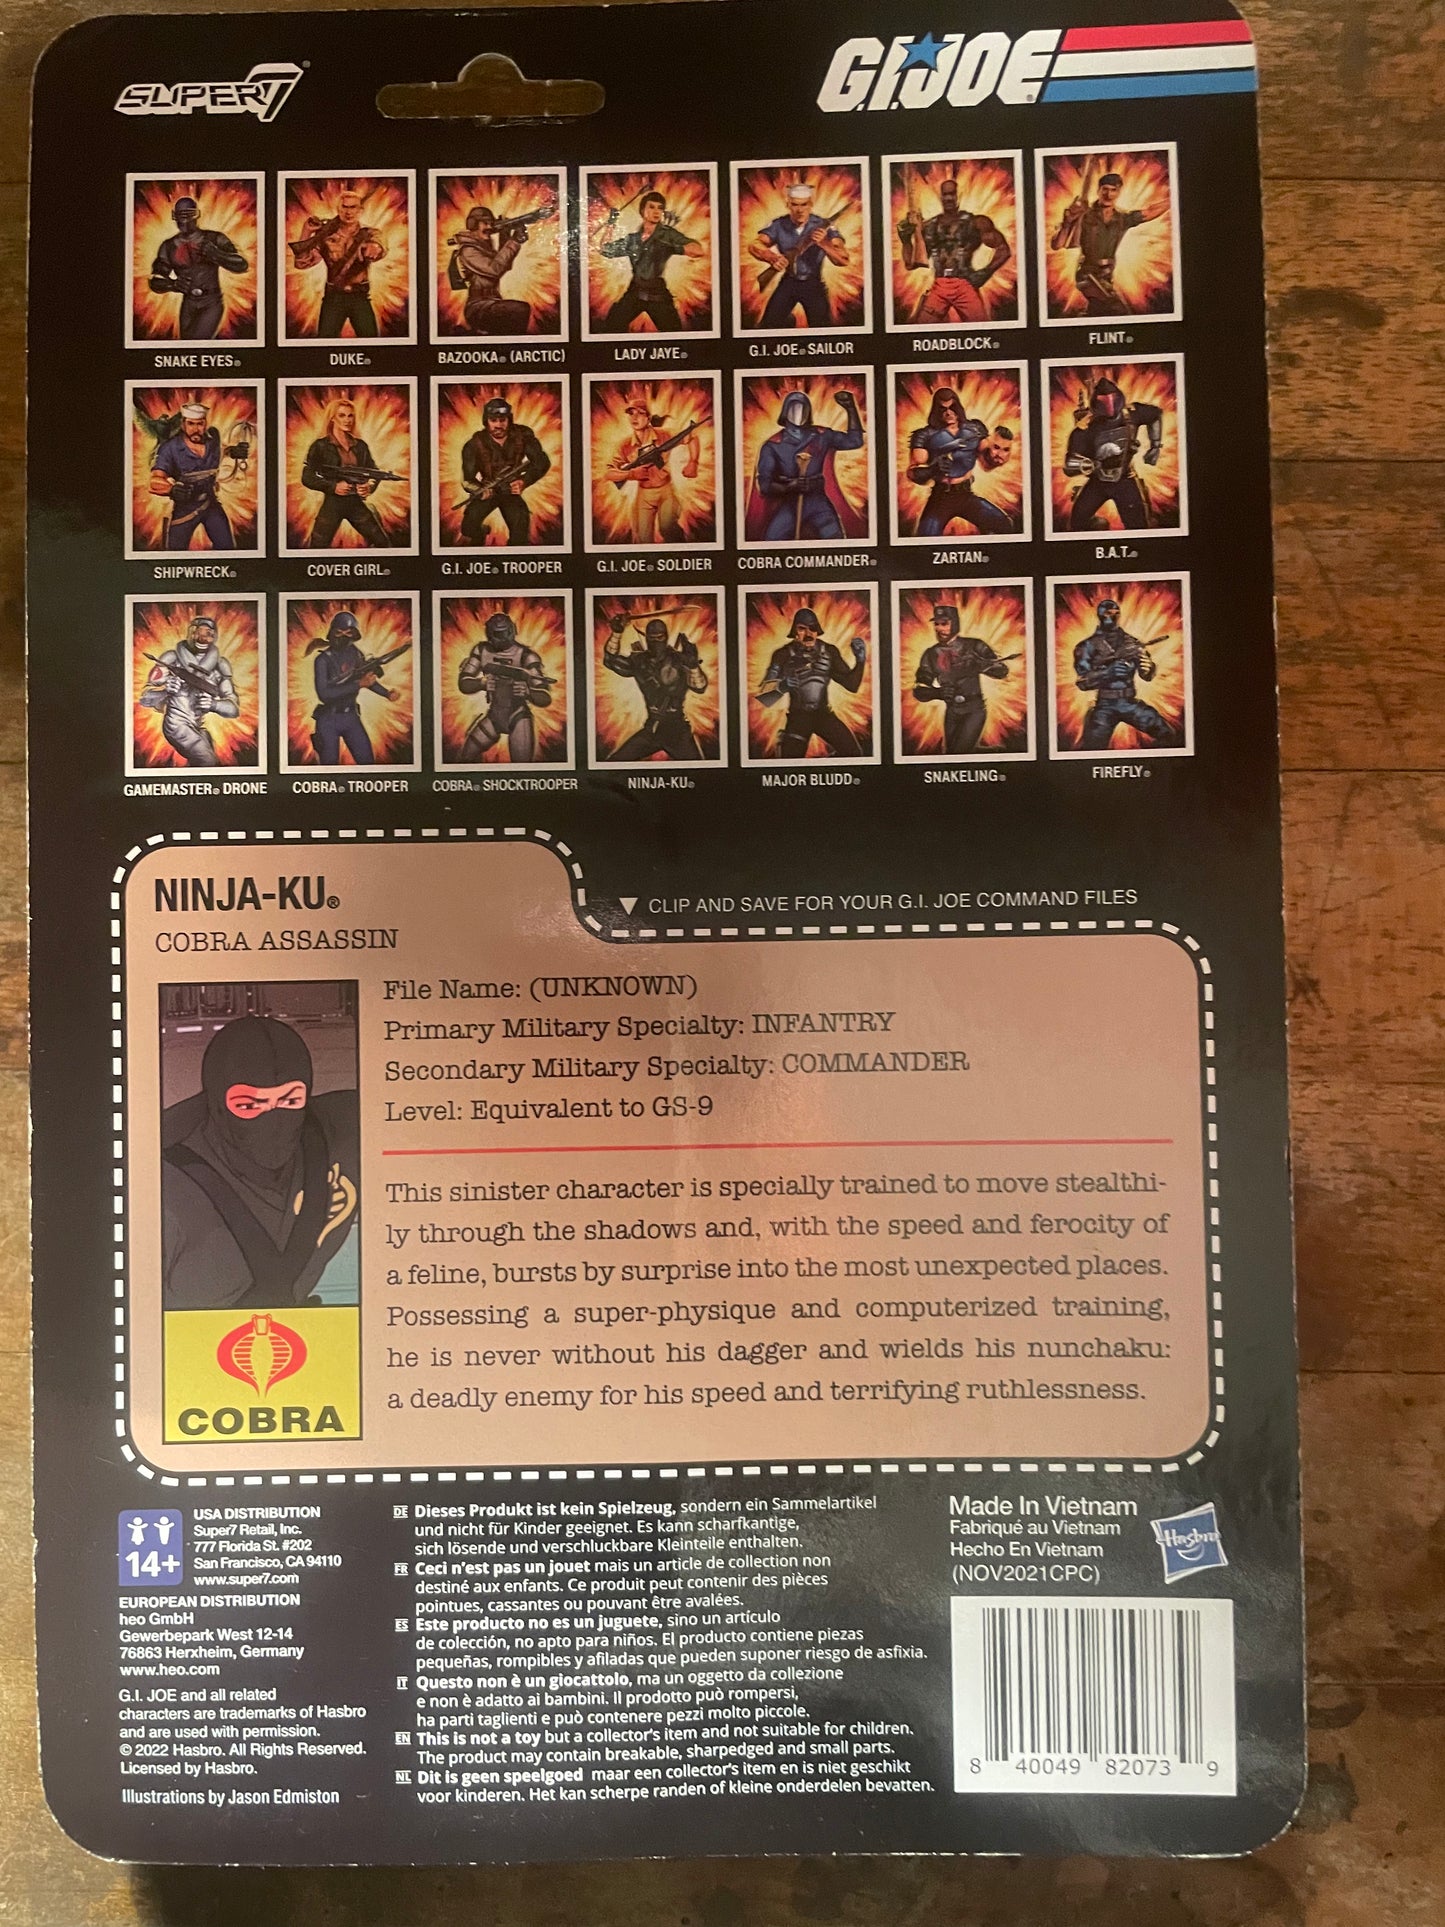 SUPER7®
G.I. JOE®
SNAKE EYES®
DUKE®
BAZOOKA® (ARCTIC)
LADY JAYE®
G.I. JOE® SAILOR
ROADBLOCK®
FLINT®
SHIPWRECK®
COVER GIRL®
G.I. JOE® TROOPER
G.I. JOE® SOLDIER
COBRA COMMANDER®
ZARTAN®
B.A.T.®
GAMEMASTER® DRONE
COBRA® TROOPER
COBRA® SHOCKTROOPER
NINJA-KU®
MAJOR BLUDD®
SNAKELING®
FIREFLY®
NINJA-KU®
COBRA ASSASSIN
▼ CLIP AND SAVE FOR YOUR G.I. JOE COMMAND FILES
File Name: (UNKNOWN)
Primary Military Specialty: INFANTRY
Secondary Military Specialty: COMMANDER
Level: Equivalent to GS-9
This sinister character is specially trained to move stealthi-
ly through the shadows and, with the speed and ferocity of
a feline, bursts by surprise into the most unexpected places.
Possessing a super-physique and computerized training,
he is never without his dagger and wields his nunchaku:
a deadly enemy for his speed and terrifying ruthlessness.
COBRA
14+
USA DISTRIBUTION
Super7 Retail, Inc.
777 Florida St. #202
San Francisco, CA 94110
www.super7.com
EUROPEAN DISTRIBUTION
heo GmbH
Gewerbepark West 12-14
76863 Herxheim, Germany
www.heo.com
G.I. JOE and all related
characters are trademarks of Hasbro
and are used with permission.
© 2022 Hasbro. All Rights Reserved.
Licensed by Hasbro.
Illustrations by Jason Edmiston
DE Dieses Produkt ist kein Spielzeug, sondern ein Sammelartikel
und nicht für Kinder geeignet. Es kann scharfkantige,
sich lösende und verschluckbare Kleinteile enthalten.
FR Ceci n'est pas un jouet mais un article de collection non
destiné aux enfants. Ce produit peut contenir des pièces
pointues, cassantes ou pouvant être avalées.
ES Este producto no es un juguete, sino un artículo
de colección, no apto para niños. El producto contiene piezas
pequeñas, rompibles y afiladas que pueden suponer riesgo de asfixia.
IT Questo non è un giocattolo, ma un oggetto da collezione
e non è adatto ai bambini. Il prodotto può rompersi,
ha parti taglienti e può contenere pezzi molto piccole.
EN This is not a toy but a collector's item and not suitable for children.
The product may contain breakable, sharpedged and small parts.
NL Dit is geen speelgoed maar een collector's item en is niet geschikt
voor kinderen. Het kan scherpe randen of kleine onderdelen bevatten.
Made In Vietnam
Fabriqué au Vietnam
Hecho En Vietnam
(NOV2021CPC)
Hasbro
8 40049 82073 9